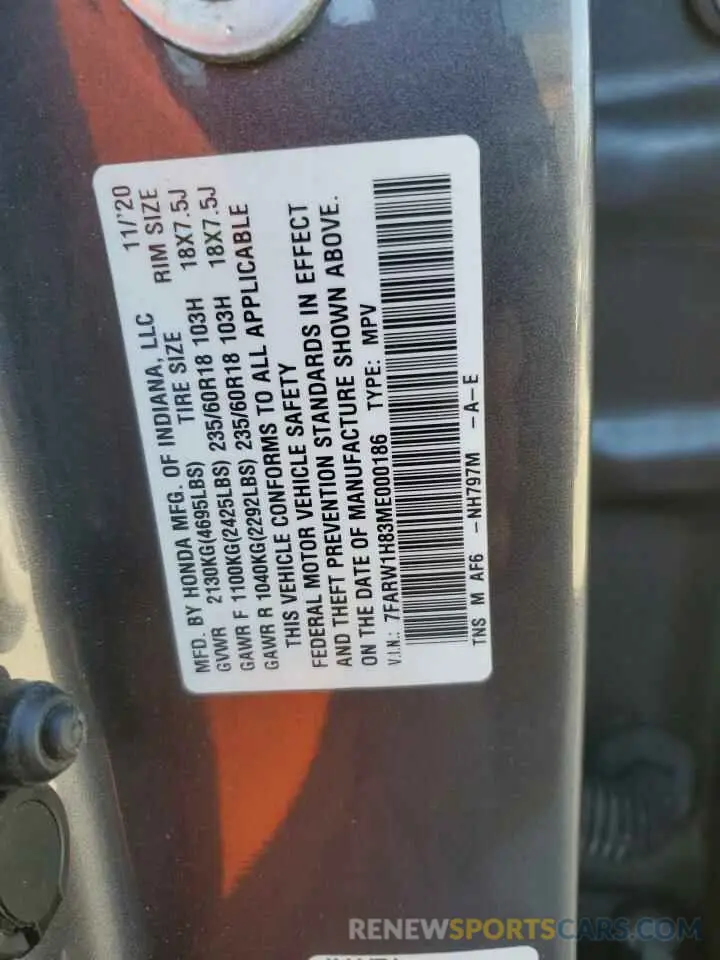 MFD. BY HONDA MFG. OF INDIANA, LLC 11/'20
GVWR 2130KG(4695LBS) TIRE SIZE RIM SIZE
GAWR F 1100KG(2425LBS) 235/60R18 103H 18X7.5J
GAWR R 1040KG(2292LBS) 235/60R18 103H 18X7.5J
THIS VEHICLE CONFORMS TO ALL APPLICABLE
FEDERAL MOTOR VEHICLE SAFETY
AND THEFT PREVENTION STANDARDS IN EFFECT
ON THE DATE OF MANUFACTURE SHOWN ABOVE.
V.I.N.: 7FARW1H83ME000186 TYPE: MPV
TNS M AF6 -NH797M -A-E
RENEWSPORTSCARS.COM